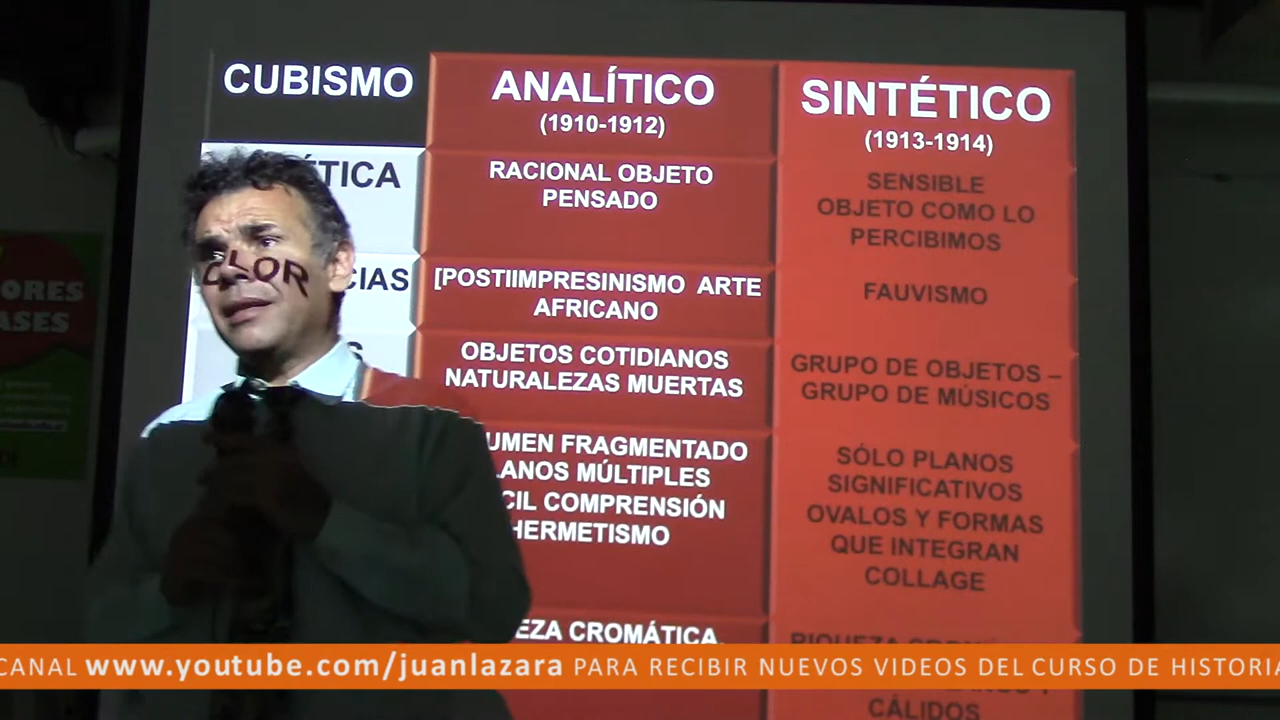 CUBISMO
ANALÍTICO
(1910-1912)
SINTÉTICO
(1913-1914)
TICA
RACIONAL OBJETO
PENSADO
SENSIBLE
OBJETO COMO LO
PERCIBIMOS
CIAS
[POSTIIMPRESINISMO ARTE
AFRICANO
FAUVISMO
S
OBJETOS COTIDIANOS
NATURALEZAS MUERTAS
GRUPO DE OBJETOS –
GRUPO DE MÚSICOS
OLOR
UMEN FRAGMENTADO
LANOS MÚLTIPLES
CIL COMPRENSIÓN
HERMETISMO
SÓLO PLANOS
SIGNIFICATIVOS
OVALOS Y FORMAS
QUE INTEGRAN
COLLAGE
EZA CROMÁTICA
CÁLIDOS
ORES
ASES
CANAL www.youtube.com/juanlazara PARA RECIBIR NUEVOS VIDEOS DEL CURSO DE HISTORIA